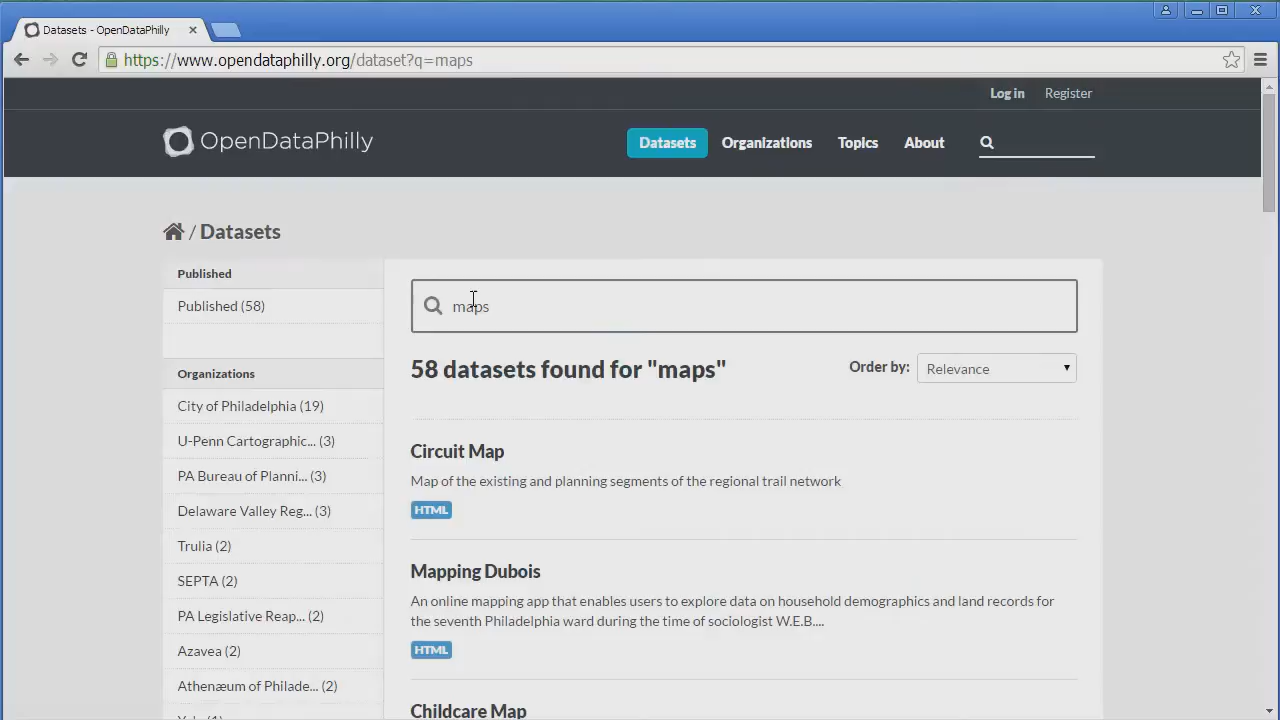 Datasets - OpenDataPhilly
https://www.opendataphilly.org/dataset?q=maps
Log in Register
OpenDataPhilly Datasets Organizations Topics About
/ Datasets
Published
Published (58)
Organizations
City of Philadelphia (19)
U-Penn Cartographic... (3)
PA Bureau of Planni... (3)
Delaware Valley Reg... (3)
Trulia (2)
SEPTA (2)
PA Legislative Reap... (2)
Azavea (2)
Athenæum of Philade... (2)
maps
58 datasets found for "maps"
Order by: Relevance
Circuit Map
Map of the existing and planning segments of the regional trail network
HTML
Mapping Dubois
An online mapping app that enables users to explore data on household demographics and land records for
the seventh Philadelphia ward during the time of sociologist W.E.B....
HTML
Childcare Map